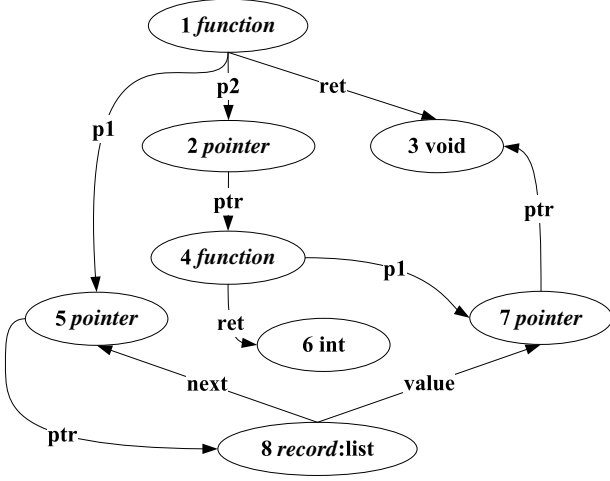 1 function
p2
ret
p1
2 pointer
3 void
ptr
ptr
4 function
p1
5 pointer
ret
7 pointer
6 int
next
value
ptr
8 record:list